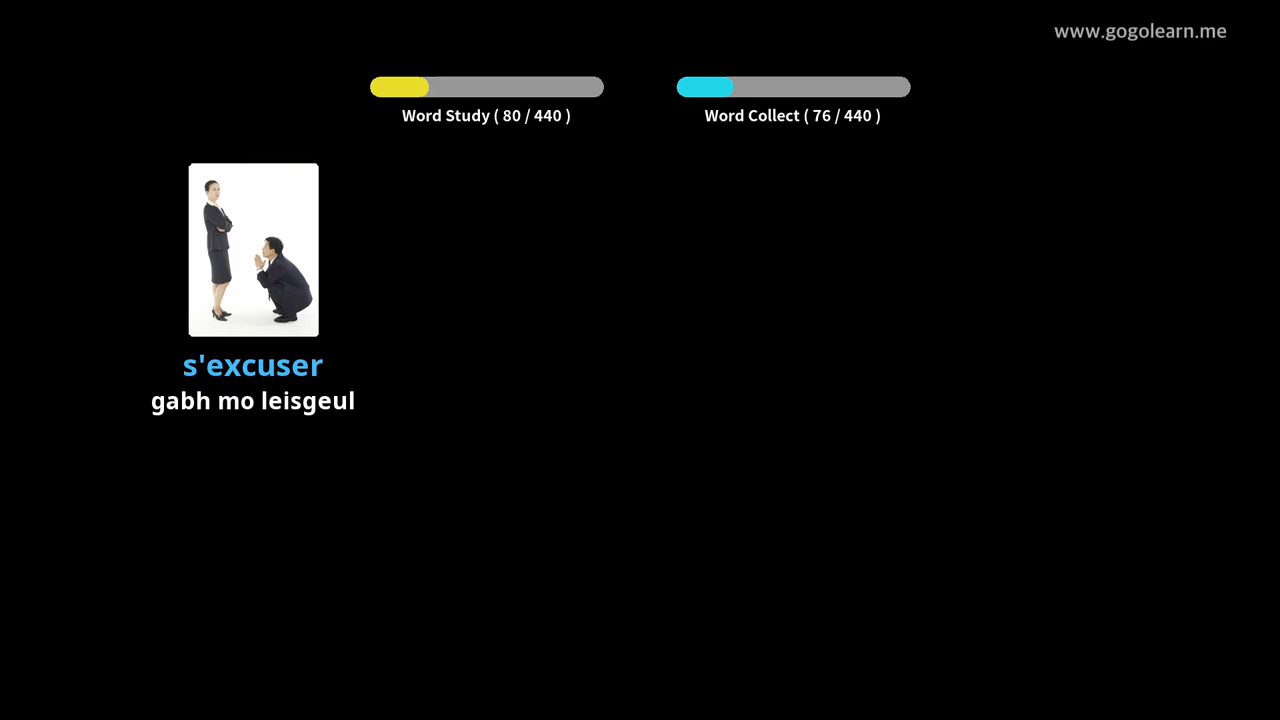 www.gogolearn.me
Word Study ( 80 / 440 )
Word Collect ( 76 / 440 )
s'excuser
gabh mo leisgeul